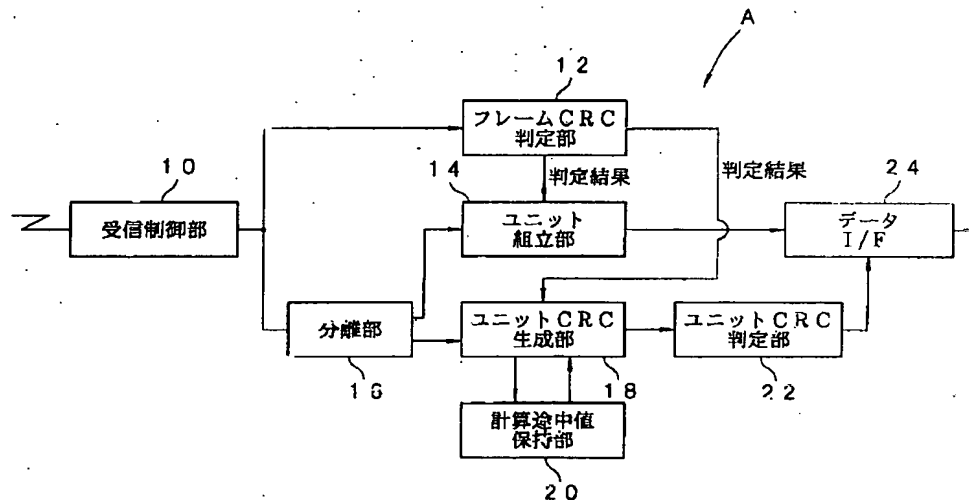 A
12
フレームCRC
判定部
10
14
判定結果
判定結果
24
受信制御部
ユニット
組立部
データ
I/F
分離部
ユニットCRC
生成部
ユニットCRC
判定部
16
18
22
計算途中値
保持部
20